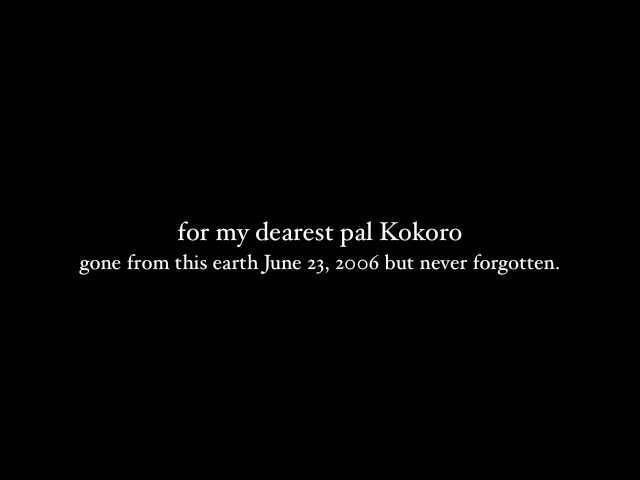 for my dearest pal Kokoro
gone from this earth June 23, 2006 but never forgotten.